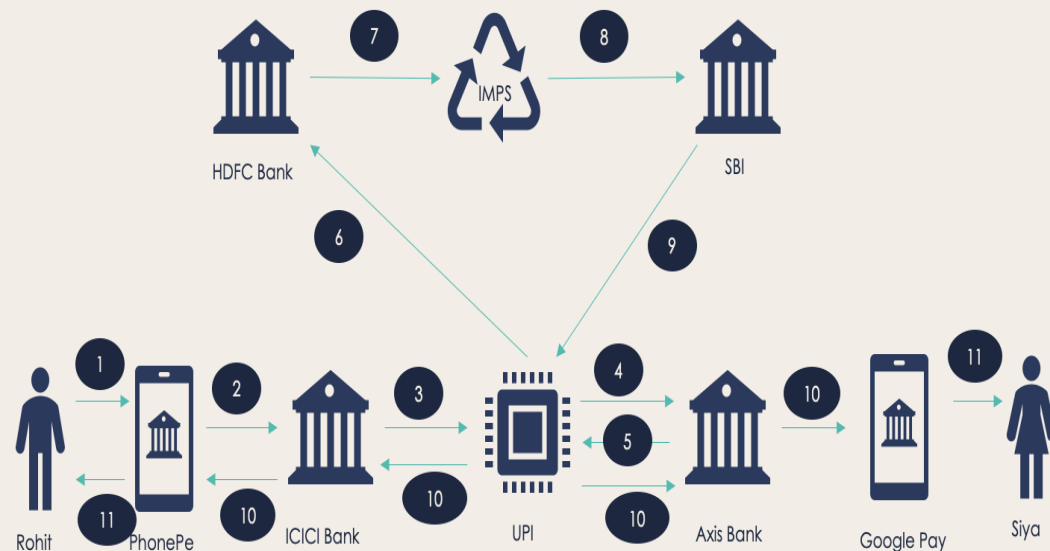 7
8
IMPS
HDFC Bank
SBI
6
9
1
2
3
4
10
11
5
11
10
10
10
Rohit
PhonePe
ICICI Bank
UPI
Axis Bank
Google Pay
Siya